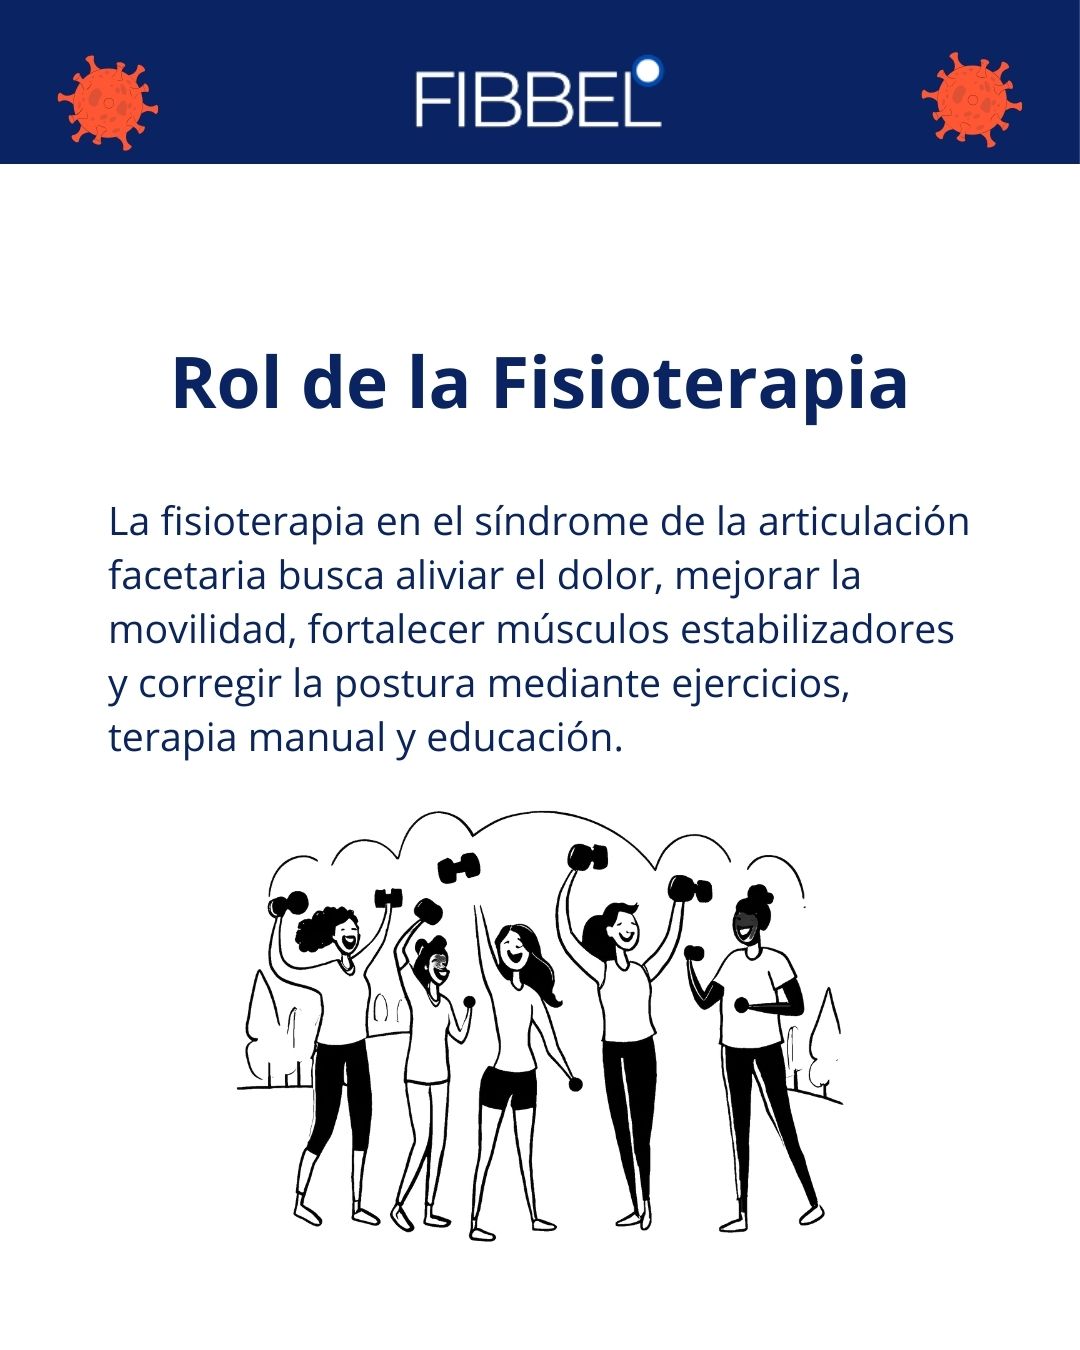 FIBBEL
Rol de la Fisioterapia
La fisioterapia en el síndrome de la articulación
facetaria busca aliviar el dolor, mejorar la
movilidad, fortalecer músculos estabilizadores
y corregir la postura mediante ejercicios,
terapia manual y educación.